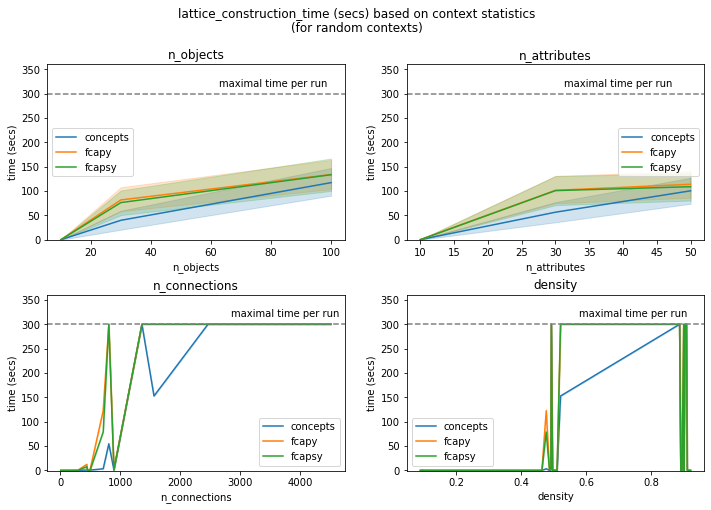 lattice_construction_time (secs) based on context statistics
(for random contexts)
n_objects
350
300
250
200
150
100
50
0
time (secs)
maximal time per run
concepts
fcapy
fcapsy
20
40
60
80
100
n_objects
n_attributes
350
300
250
200
150
100
50
0
time (secs)
maximal time per run
concepts
fcapy
fcapsy
10
15
20
25
30
35
40
45
50
n_attributes
n_connections
350
300
250
200
150
100
50
0
time (secs)
maximal time per run
concepts
fcapy
fcapsy
0
1000
2000
3000
4000
n_connections
density
350
300
250
200
150
100
50
0
time (secs)
maximal time per run
concepts
fcapy
fcapsy
0.2
0.4
0.6
0.8
density